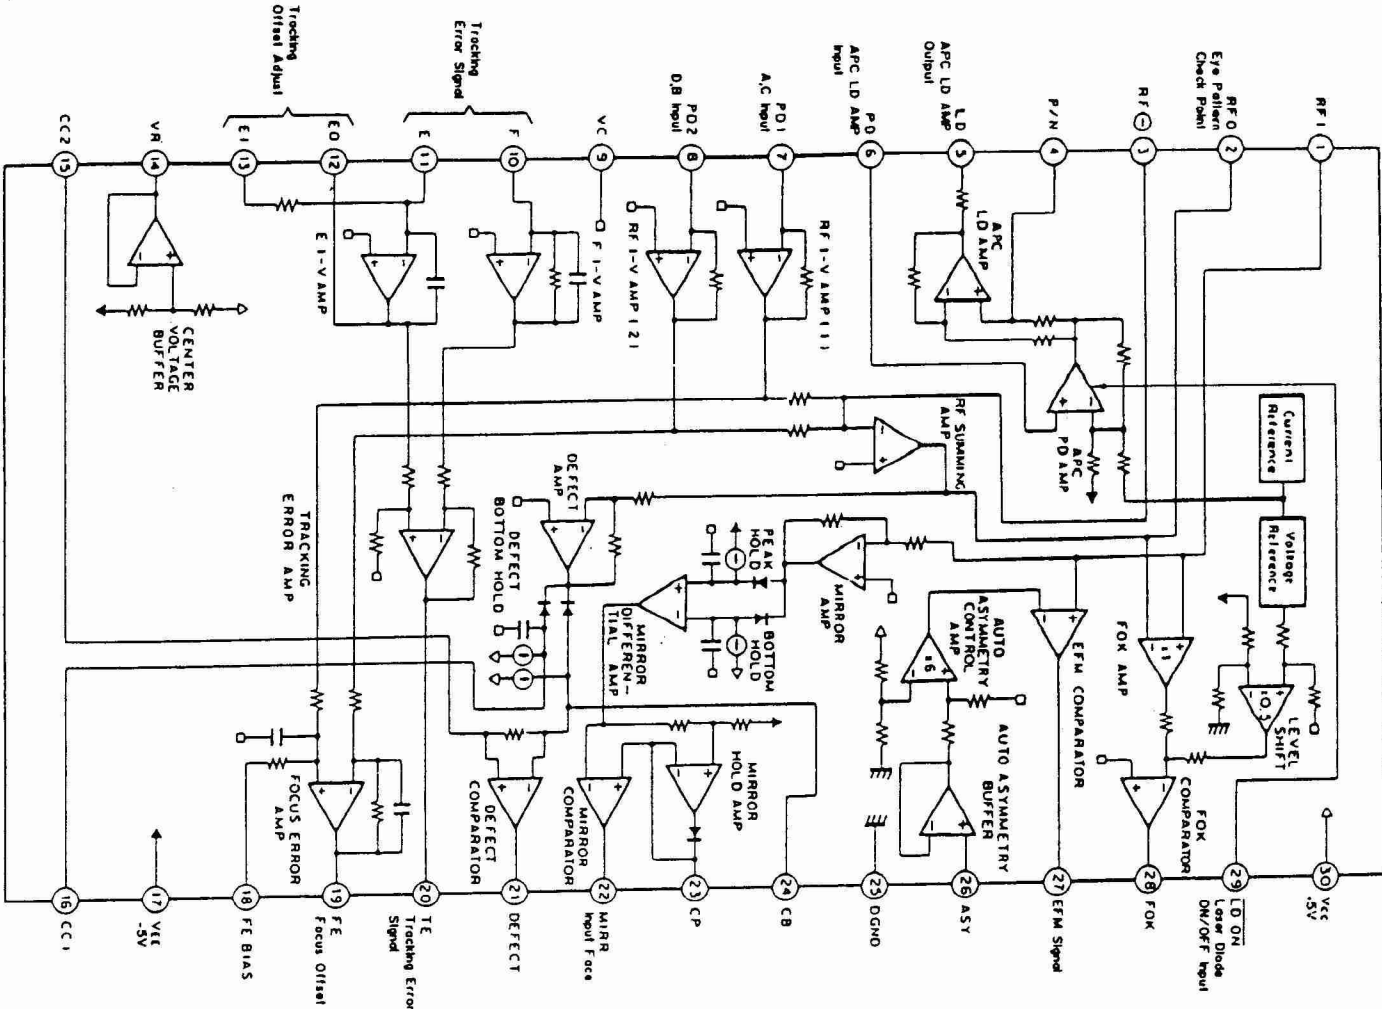 RF I
1
Eye Pattern
Check Point
RF O
2
RF⊖
3
P/N
4
APC LD AMP
Output
LD
5
APC LD AMP
Input
PD
6
A,C Input
PD 1
7
D,B Input
PD2
8
VC
9
Tracking
Error Signal
F
10
E
11
Tracking
Offset Adjust
EO
12
EI
13
VR
14
CC2
15
16
CC 1
17
VEE
-5V
18
FE BIAS
19
FE
Focus Offset
20
TE
Tracking Error
Signal
21
DEFECT
22
MIRR
Input Face
23
CP
24
CB
25
DGND
26
ASY
27
EFM Signal
28
FOK
29
LD ON
Laser Diode
ON/OFF Input
30
Vcc
Current
Reference
Voltage
Reference
LEVEL
SHIFT
FOK AMP
FOK
COMPARATOR
EFM COMPARATOR
AUTO
ASYMMETRY
CONTROL
AMP
AUTO ASYMMETRY
BUFFER
APC
LD AMP
APC
PD AMP
RF I-V AMP (1)
RF I-V AMP (2)
F I-V AMP
E I-V AMP
CENTER
VOLTAGE
BUFFER
RF SUMMING
AMP
MIRROR
AMP
PEAK
HOLD
BOTTOM
HOLD
MIRROR
DIFFEREN-
TIAL AMP
MIRROR
HOLD AMP
MIRROR COMPARATOR
DEFECT
AMP
DEFECT
BOTTOM HOLD
DEFECT
COMPARATOR
TRACKING
ERROR AMP
FOCUS ERROR
AMP